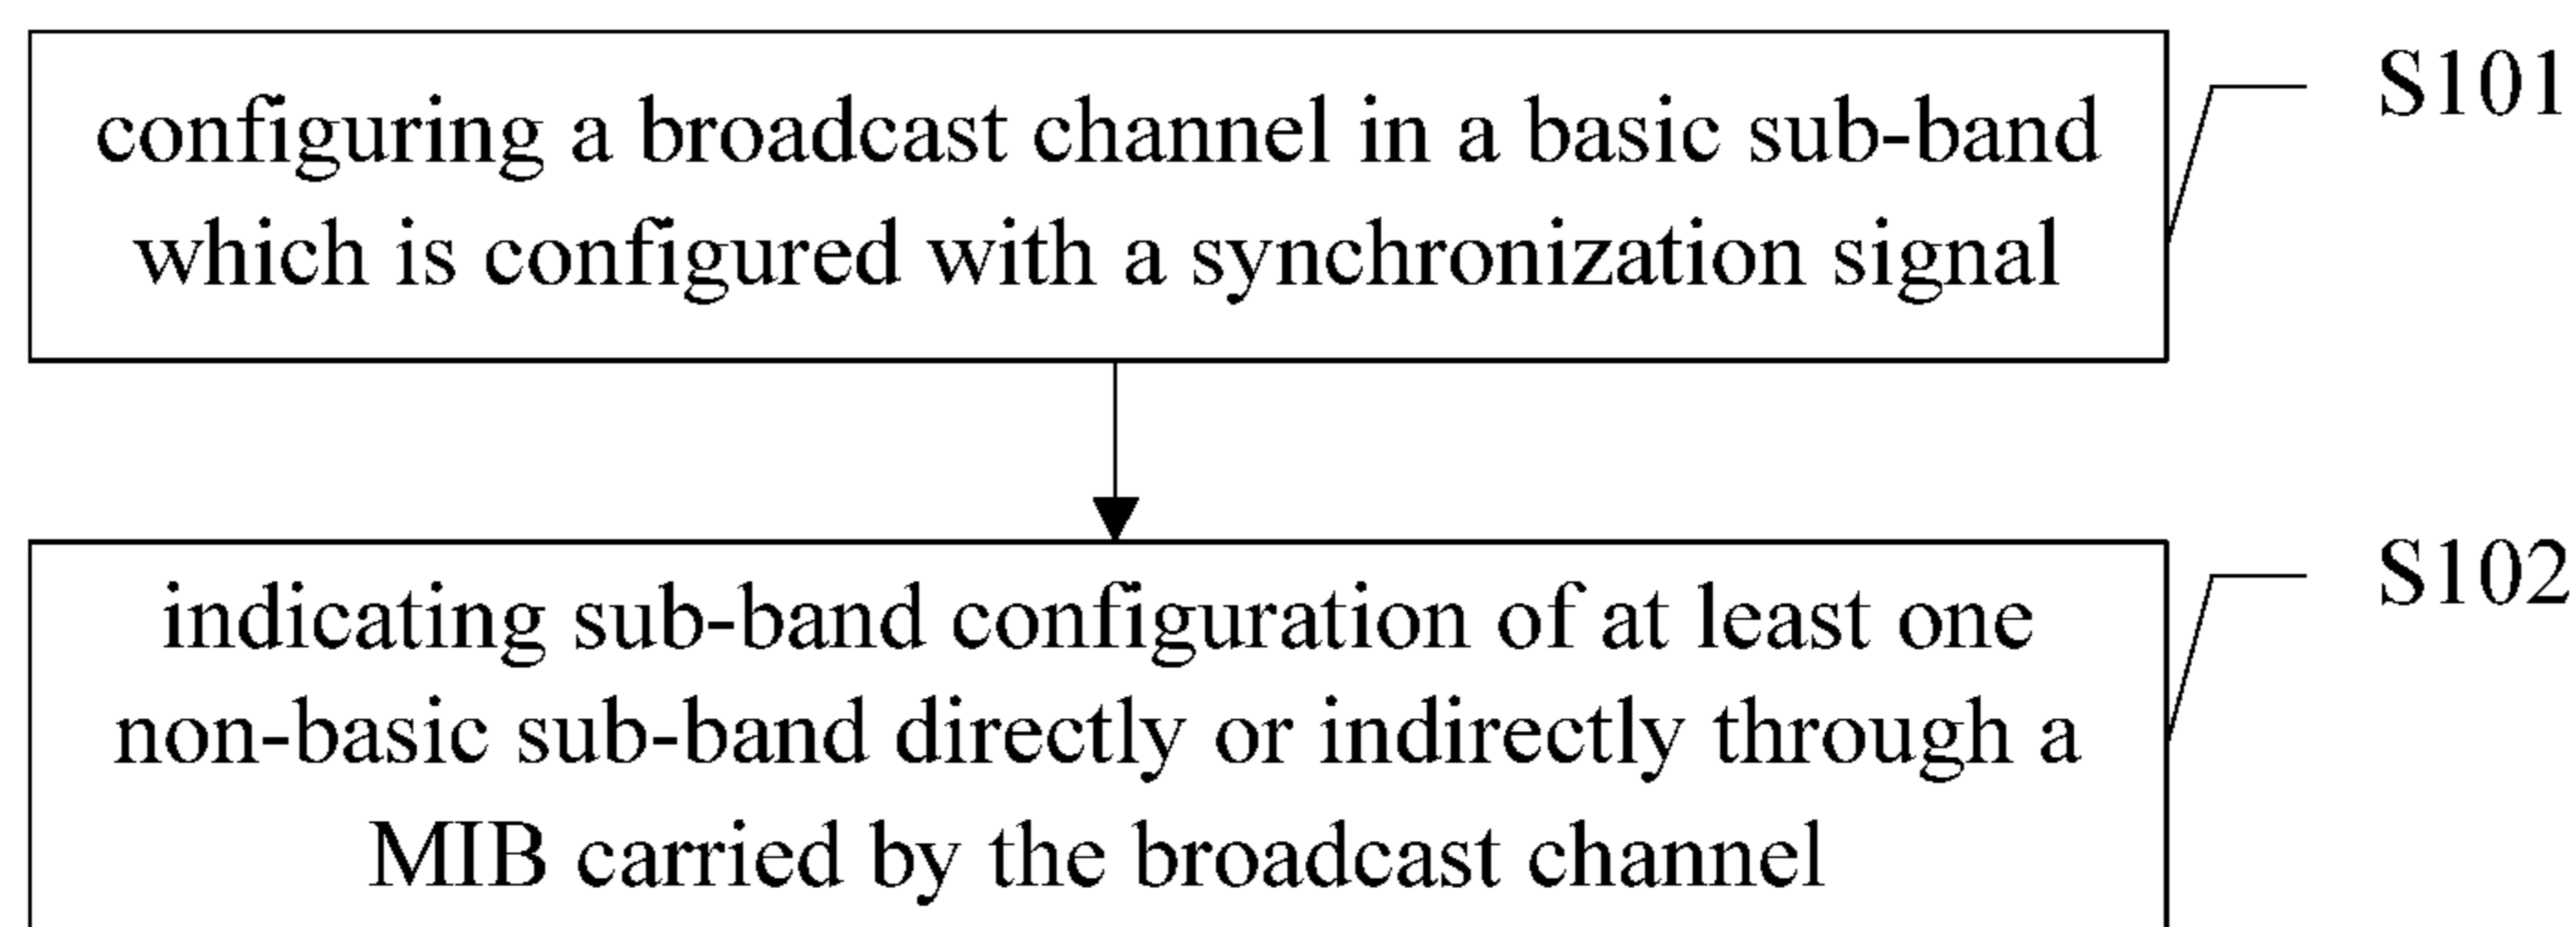 configuring a broadcast channel in a basic sub-band
which is configured with a synchronization signal
S101
indicating sub-band configuration of at least one
non-basic sub-band directly or indirectly through a
MIB carried by the broadcast channel
S102